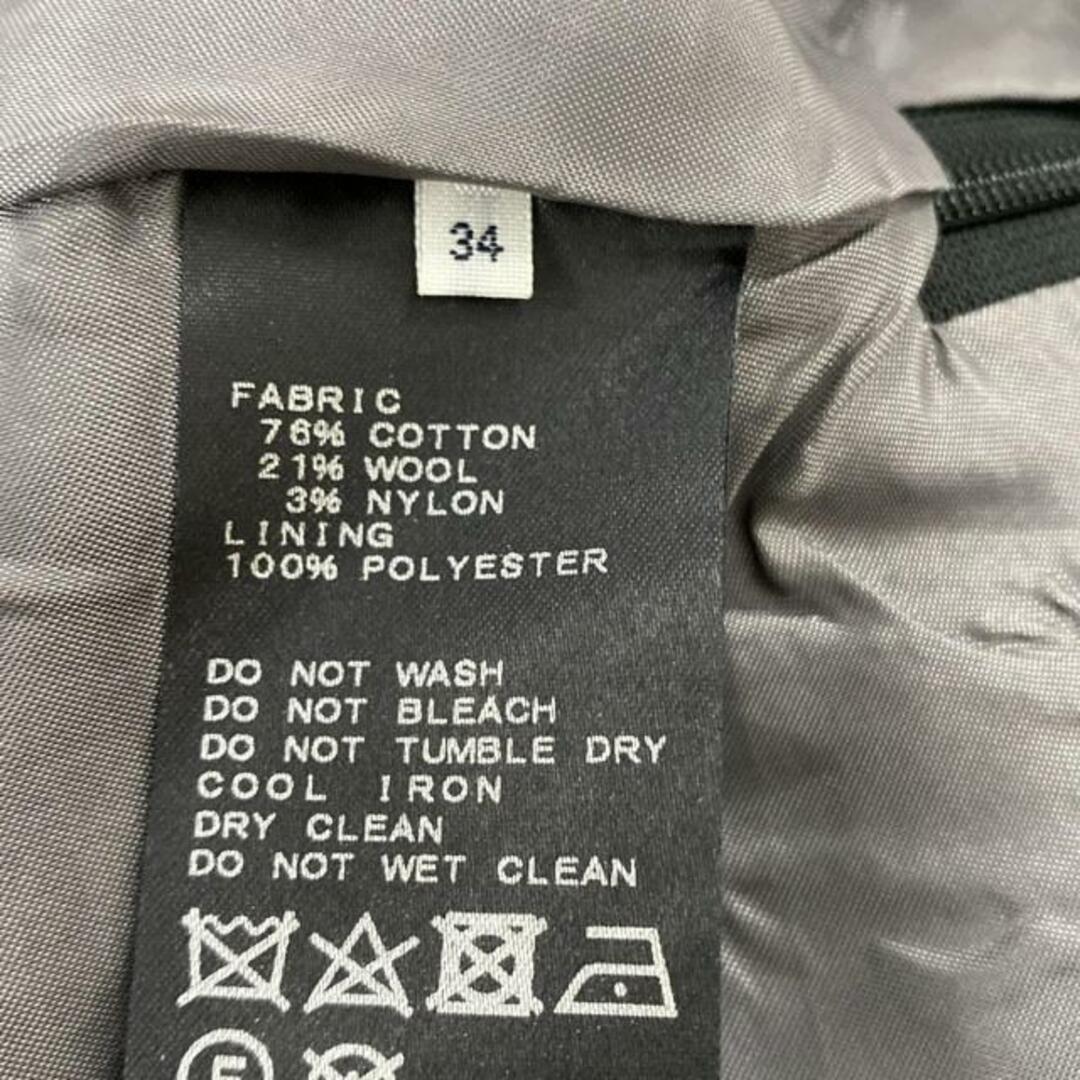 34
FABRIC
76% COTTON
21% WOOL
3% NYLON
LINING
100% POLYESTER
DO NOT WASH
DO NOT BLEACH
DO NOT TUMBLE DRY
COOL IRON
DRY CLEAN
DO NOT WET CLEAN